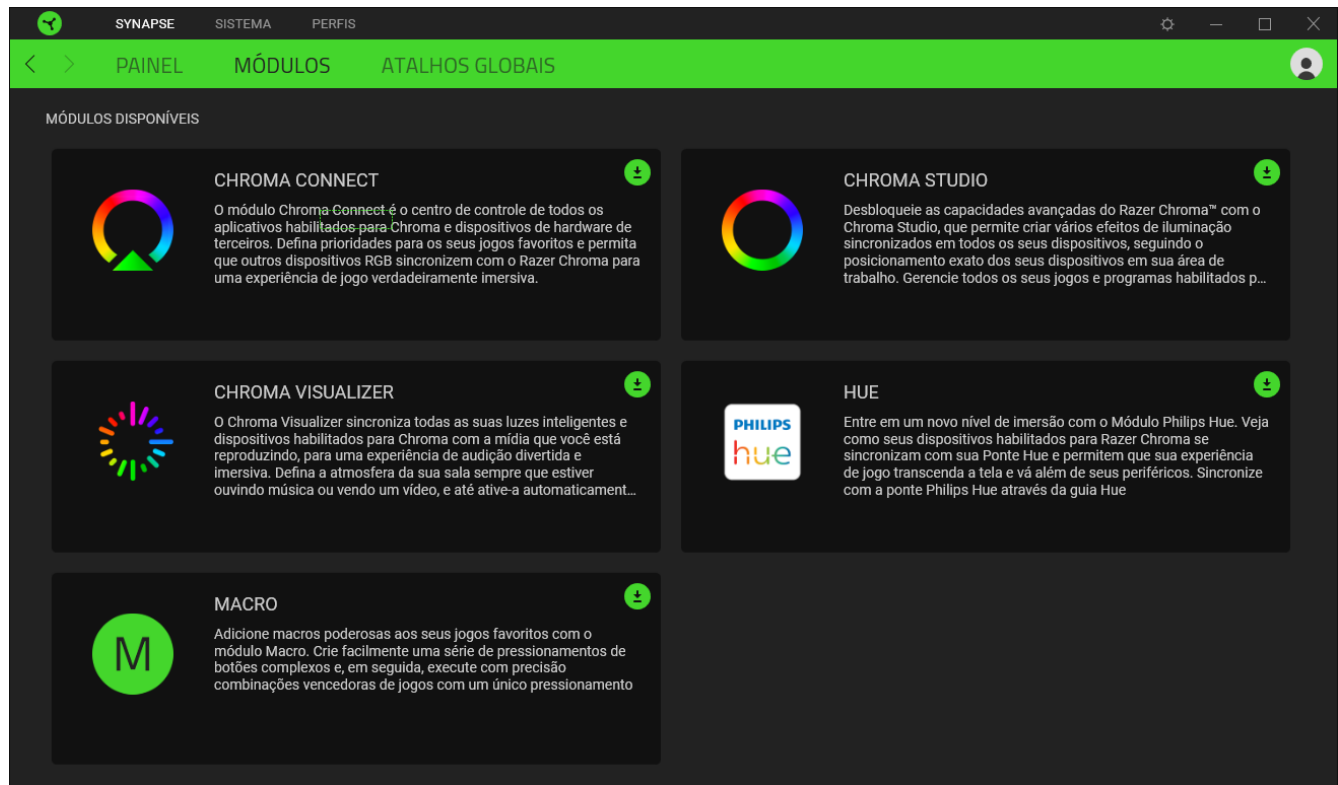 SYNAPSE SISTEMA PERFIS
PAINEL MÓDULOS ATALHOS GLOBAIS
MÓDULOS DISPONÍVEIS
CHROMA CONNECT
O módulo Chroma Connect é o centro de controle de todos os
aplicativos habilitados para Chroma e dispositivos de hardware de
terceiros. Defina prioridades para os seus jogos favoritos e permita
que outros dispositivos RGB sincronizem com o Razer Chroma para
uma experiência de jogo verdadeiramente imersiva.
CHROMA STUDIO
Desbloqueie as capacidades avançadas do Razer Chroma™ com o
Chroma Studio, que permite criar vários efeitos de iluminação
sincronizados em todos os seus dispositivos, seguindo o
posicionamento exato dos seus dispositivos em sua área de
trabalho. Gerencie todos os seus jogos e programas habilitados p...
CHROMA VISUALIZER
O Chroma Visualizer sincroniza todas as suas luzes inteligentes e
dispositivos habilitados para Chroma com a mídia que você está
reproduzindo, para uma experiência de audição divertida e
imersiva. Defina a atmosfera da sua sala sempre que estiver
ouvindo música ou vendo um vídeo, e até ative-a automaticament...
PHILIPS
hue
HUE
Entre em um novo nível de imersão com o Módulo Philips Hue. Veja
como seus dispositivos habilitados para Razer Chroma se
sincronizam com sua Ponte Hue e permitem que sua experiência
de jogo transcenda a tela e vá além de seus periféricos. Sincronize
com a ponte Philips Hue através da guia Hue
M
MACRO
Adicione macros poderosas aos seus jogos favoritos com o
módulo Macro. Crie facilmente uma série de pressionamentos de
botões complexos e, em seguida, execute com precisão
combinações vencedoras de jogos com um único pressionamento